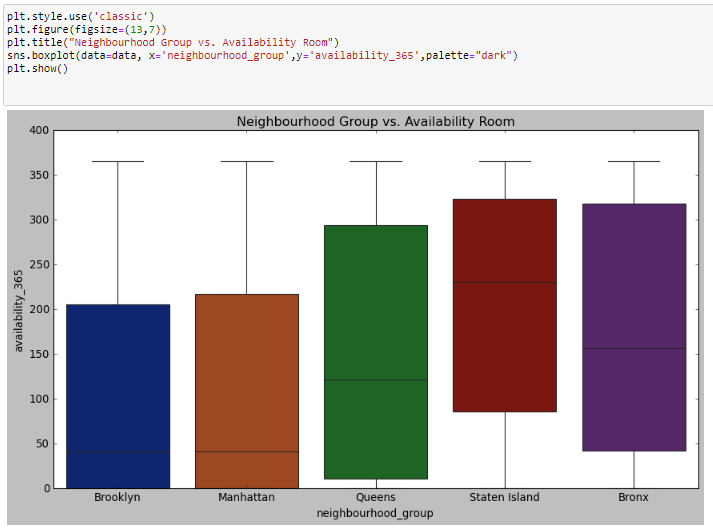 plt.style.use('classic')
plt.figure(figsize=(13,7))
plt.title("Neighbourhood Group vs. Availability Room")
sns.boxplot(data=data, x='neighbourhood_group',y='availability_365',palette="dark")
plt.show()
Neighbourhood Group vs. Availability Room
400
350
300
250
200
150
100
50
0
availability_365
Brooklyn Manhattan Queens Staten Island Bronx
neighbourhood_group